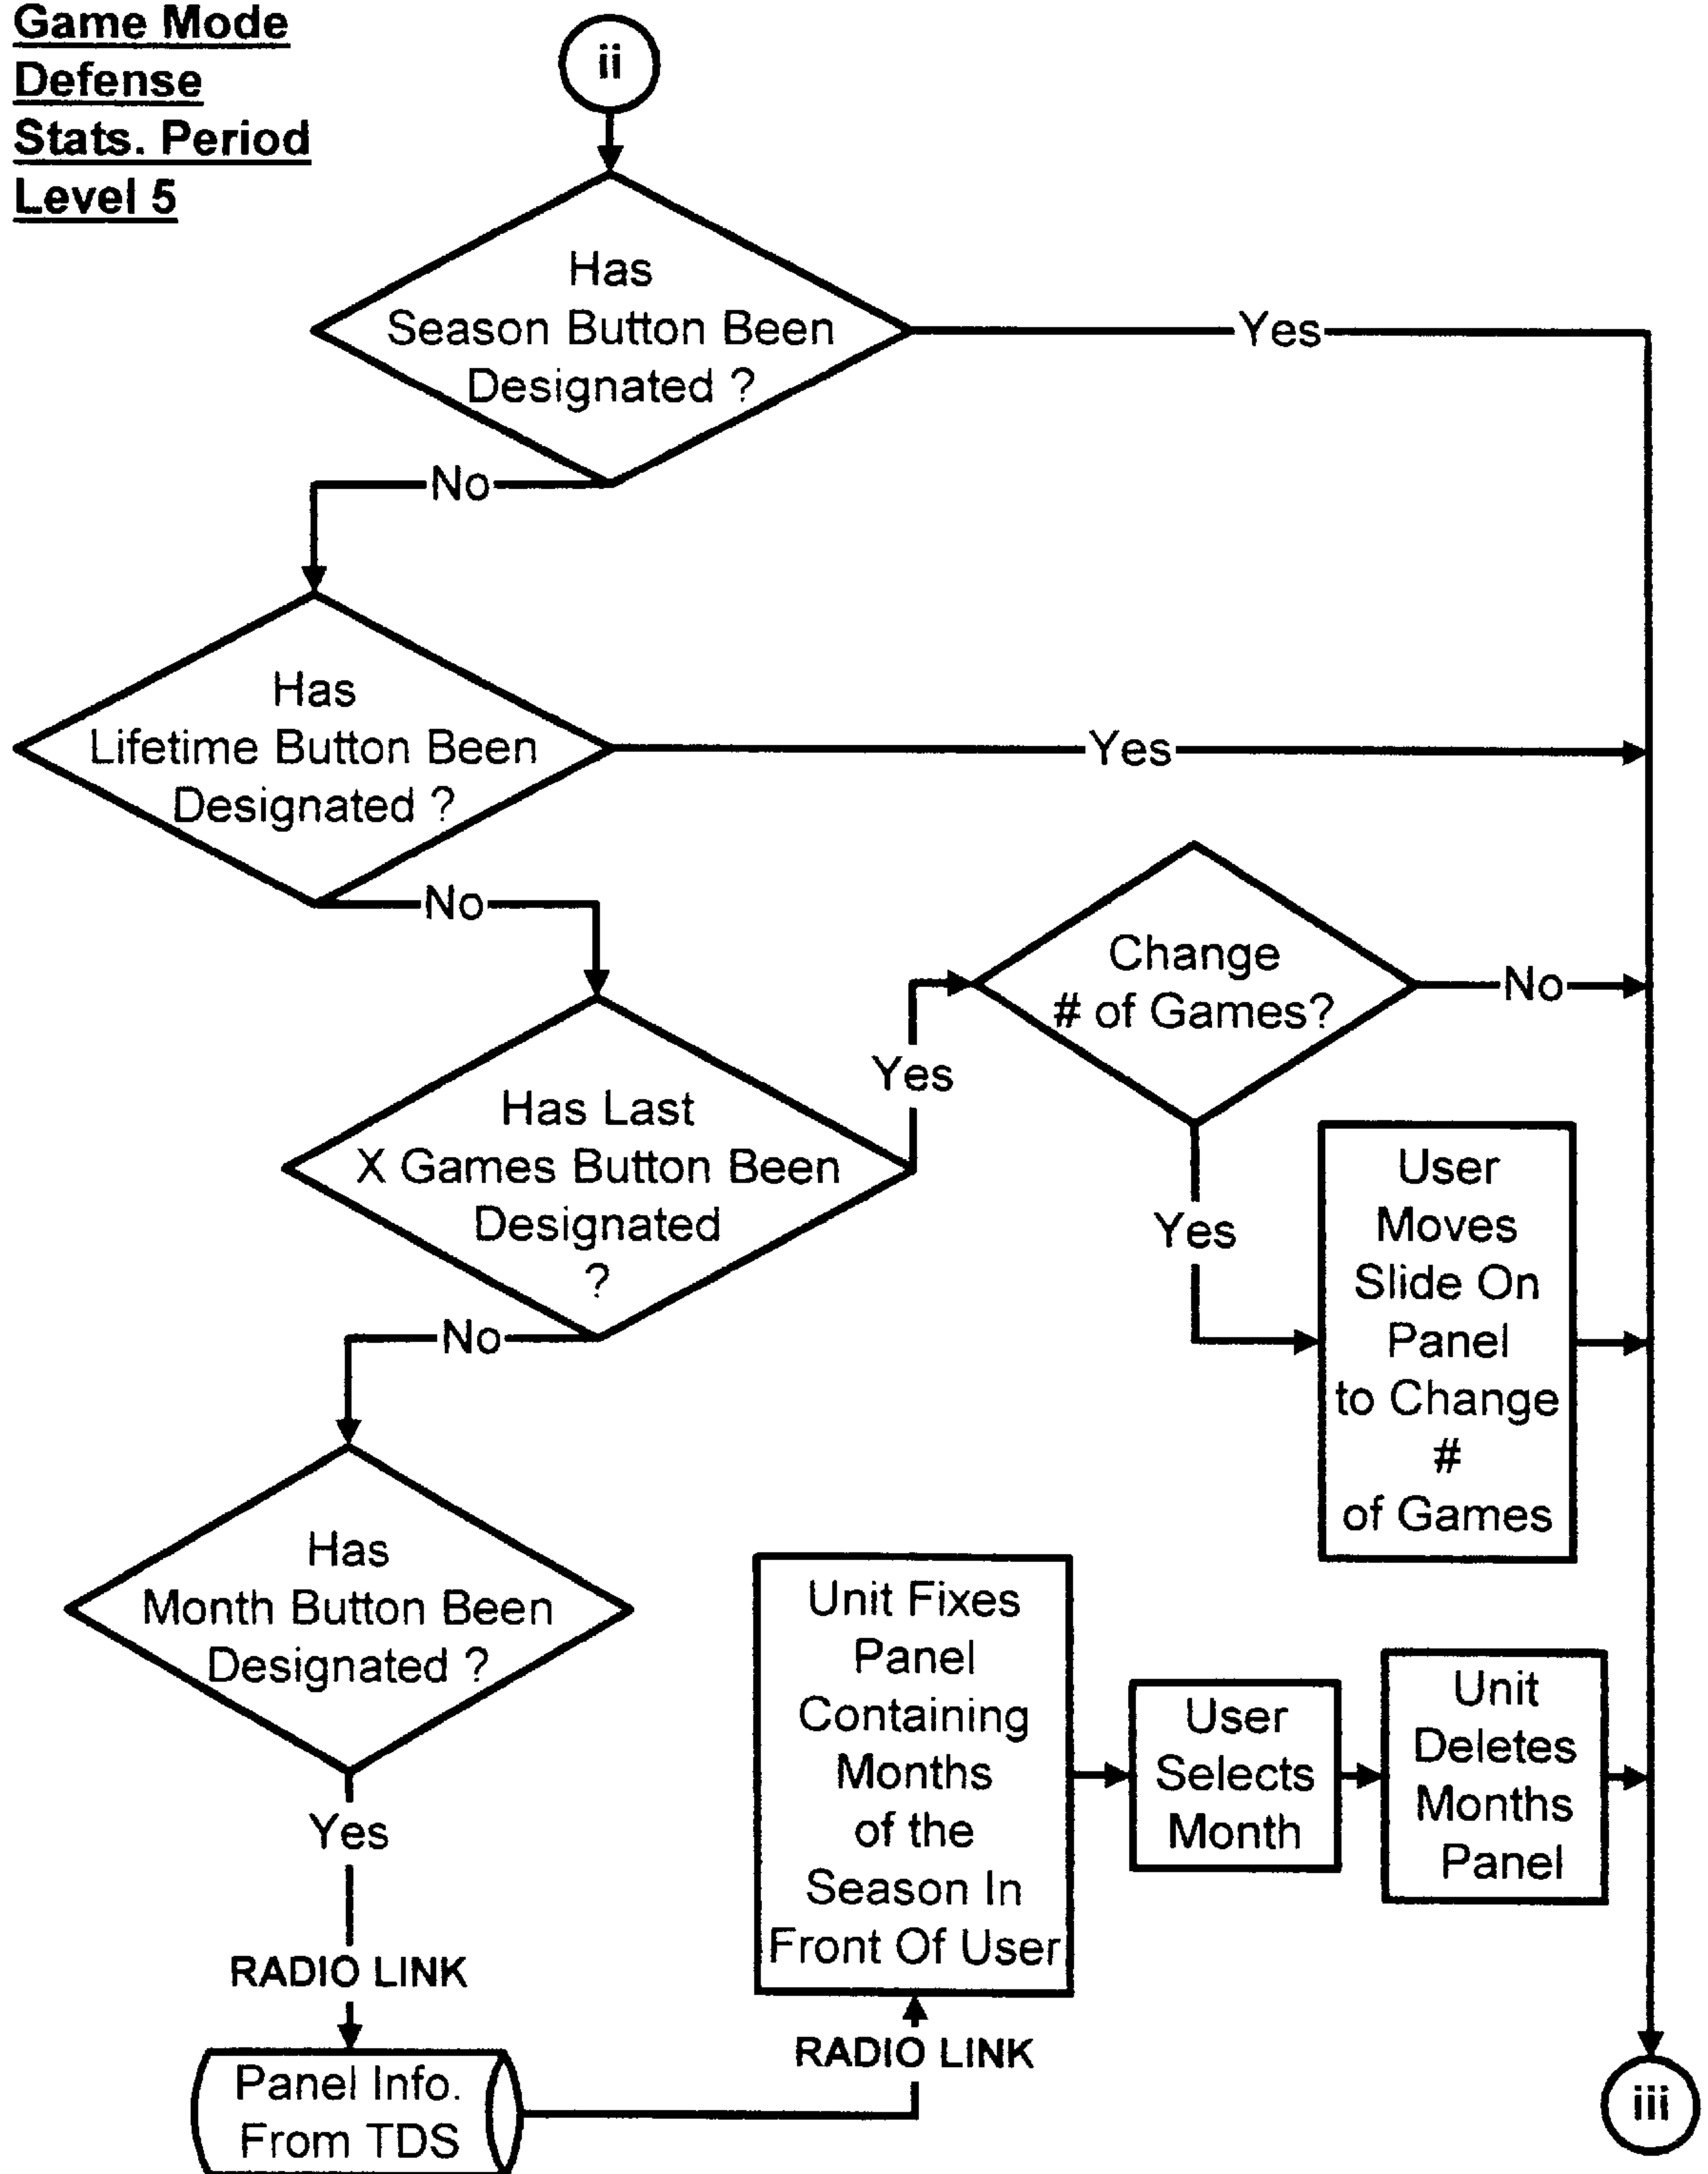 Game Mode
Defense
Stats. Period
Level 5
ii
Has
Season Button Been
Designated ?
Yes
No
Has
Lifetime Button Been
Designated ?
Yes
No
Change
# of Games?
No
Yes
Has Last
X Games Button Been
Designated
?
Yes
User
Moves
Slide On
Panel
to Change
#
of Games
No
Has
Month Button Been
Designated ?
Yes
RADIO LINK
Panel Info.
From TDS
RADIO LINK
Unit Fixes
Panel
Containing
Months
of the
Season In
Front Of User
User
Selects
Month
Unit
Deletes
Months
Panel
iii